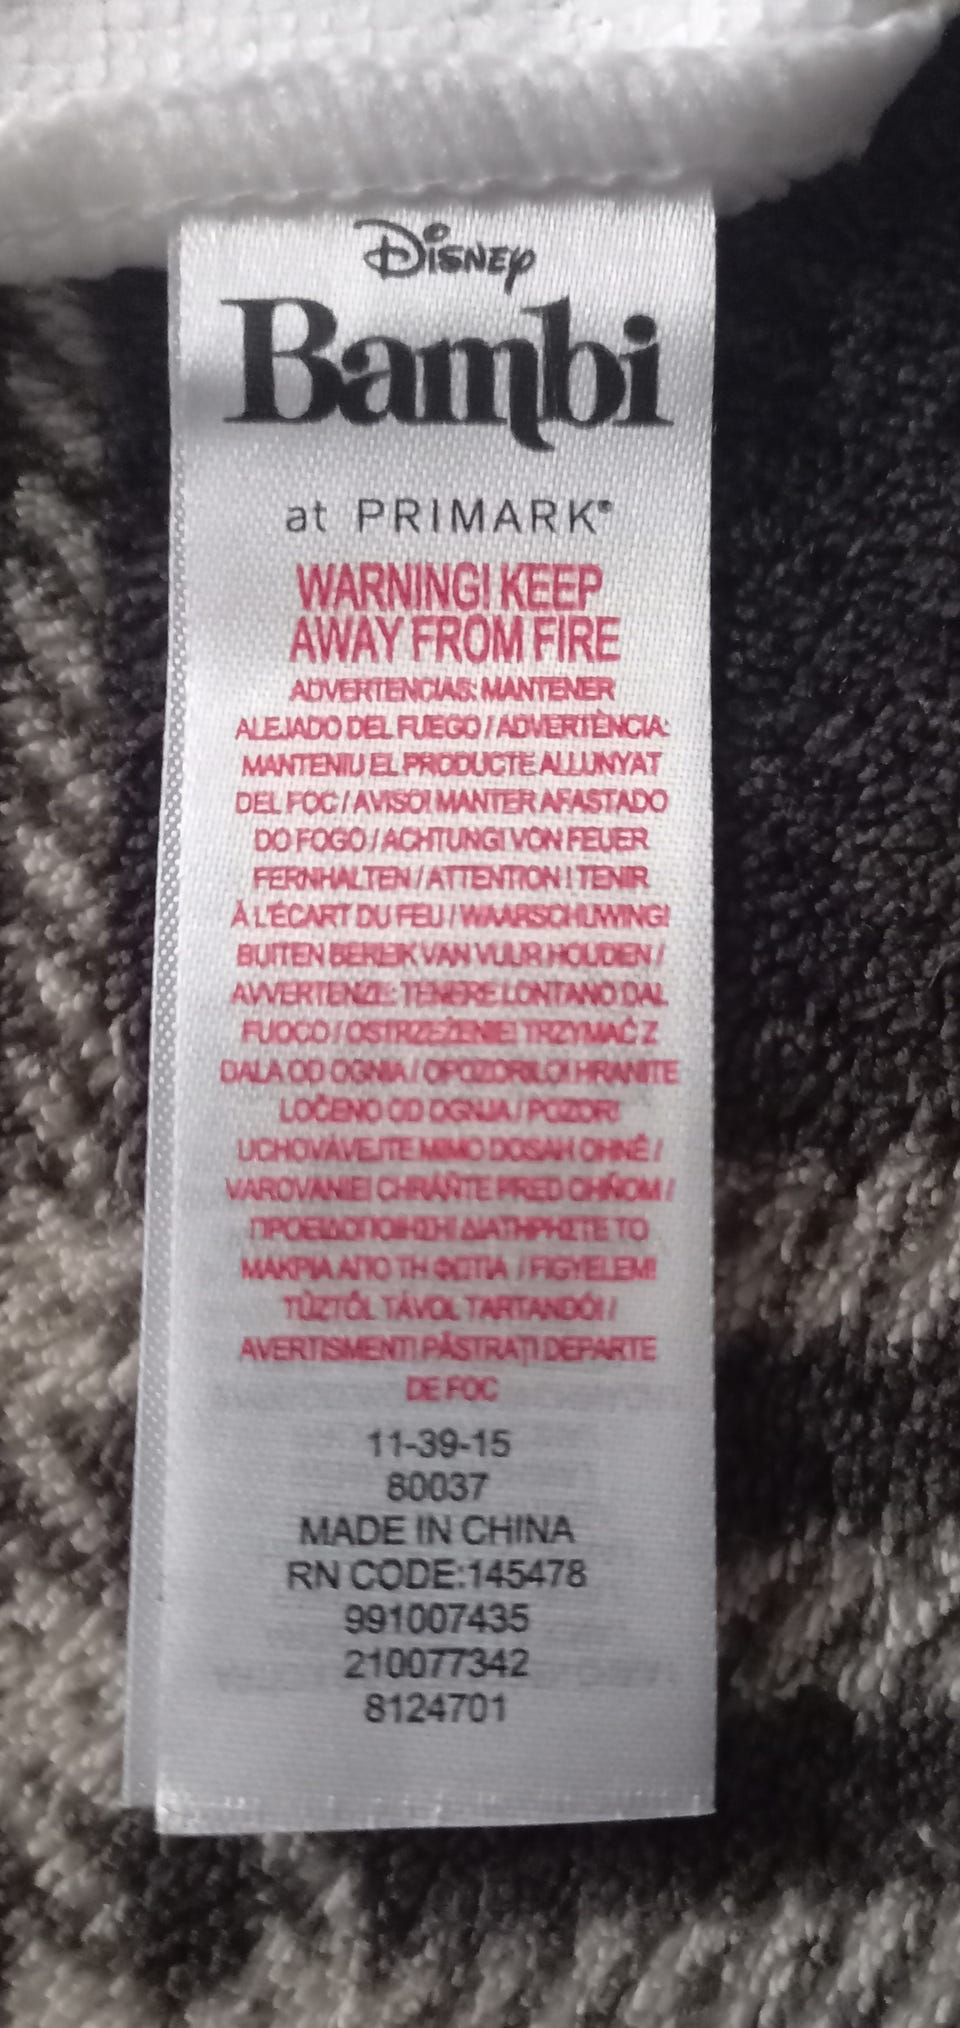 Disney
Bambi
at PRIMARK®
WARNING! KEEP
AWAY FROM FIRE
ADVERTENCIAS: MANTENER
ALEJADO DEL FUEGO / ADVERTÈNCIA:
MANTENIU EL PRODUCTE ALLUNYAT
DEL FOC / AVISO! MANTER AFASTADO
DO FOGO / ACHTUNG! VON FEUER
FERNHALTEN / ATTENTION ! TENIR
À L'ÉCART DU FEU / WAARSCHUWING!
BUITEN BEREIK VAN VUUR HOUDEN /
AVVERTENZE: TENERE LONTANO DAL
FUOCO / OSTRZEŻENIE! TRZYMAĆ Z
DALA OD OGNIA / OPOZORILO! HRANITE
LOČENO OD OGNJA / POZOR!
UCHOVÁVEJTE MIMO DOSAH OHNĚ /
VAROVANIE! CHRÁŇTE PRED OHŇOM /
ΠΡΟΕΙΔΟΠΟΙΗΣΗ! ΔΙΑΤΗΡΗΣΤΕ ΤΟ
ΜΑΚΡΙΑ ΑΠΟ ΤΗ ΦΩΤΙΑ / FIGYELEM!
TŰZTŐL TÁVOL TARTANDÓ! /
AVERTISMENT! PĂSTRAȚI DEPARTE
DE FOC
11-39-15
80037
MADE IN CHINA
RN CODE:145478
991007435
210077342
8124701